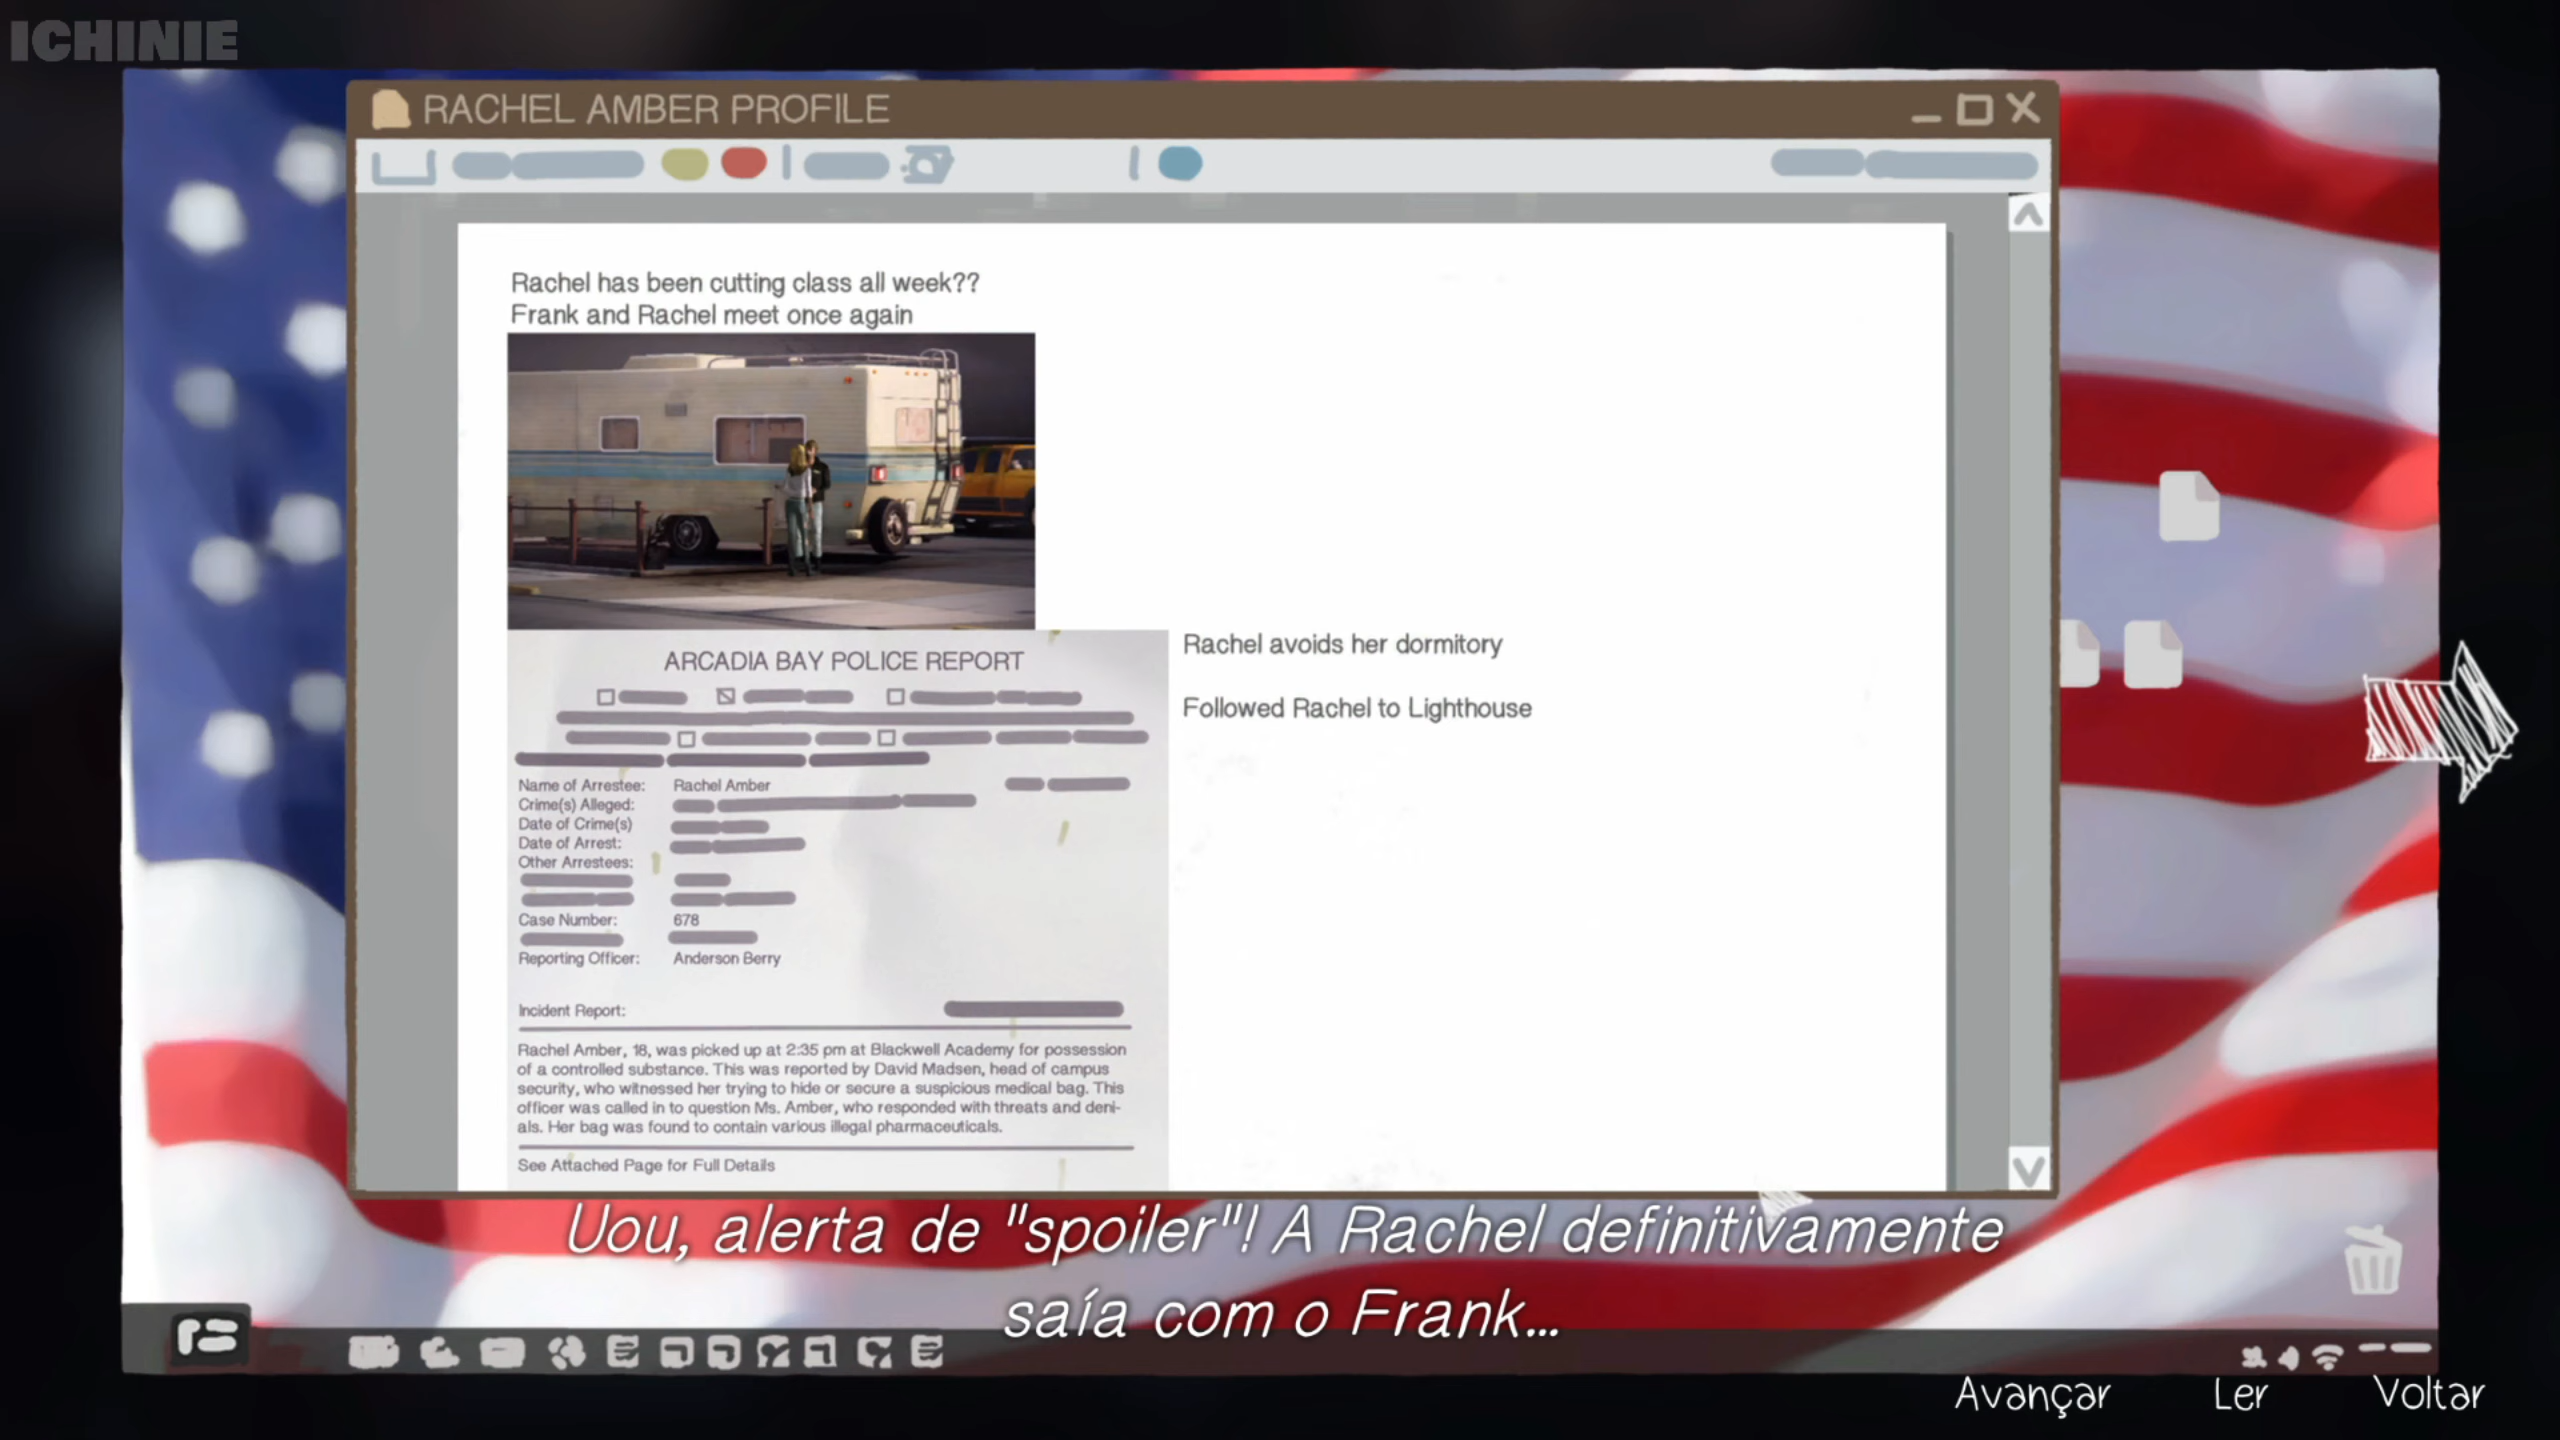 ICHINIE
RACHEL AMBER PROFILE
Rachel has been cutting class all week??
Frank and Rachel meet once again
ARCADIA BAY POLICE REPORT
Rachel avoids her dormitory
Followed Rachel to Lighthouse
Name of Arrestee: Rachel Amber
Crime(s) Alleged:
Date of Crime(s)
Date of Arrest:
Other Arrestees:
Case Number: 678
Reporting Officer: Anderson Berry
Incident Report:
Rachel Amber, 18, was picked up at 2:35 pm at Blackwell Academy for possession
of a controlled substance. This was reported by David Madsen, head of campus
security, who witnessed her trying to hide or secure a suspicious medical bag. This
officer was called in to question Ms. Amber, who responded with threats and deni-
als. Her bag was found to contain various illegal pharmaceuticals.
See Attached Page for Full Details
Uou, alerta de "spoiler"! A Rachel definitivamente
saía com o Frank...
Avançar Ler Voltar